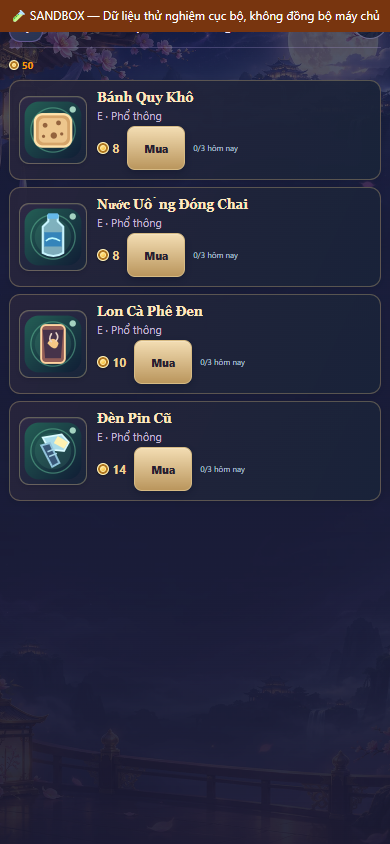 SANDBOX — Dữ liệu thử nghiệm cục bộ, không đồng bộ máy chủ
50
Bánh Quy Khô
E · Phổ thông
8 Mua 0/3 hôm nay
Nước Uống Đóng Chai
E · Phổ thông
8 Mua 0/3 hôm nay
Lon Cà Phê Đen
E · Phổ thông
10 Mua 0/3 hôm nay
Đèn Pin Cũ
E · Phổ thông
14 Mua 0/3 hôm nay